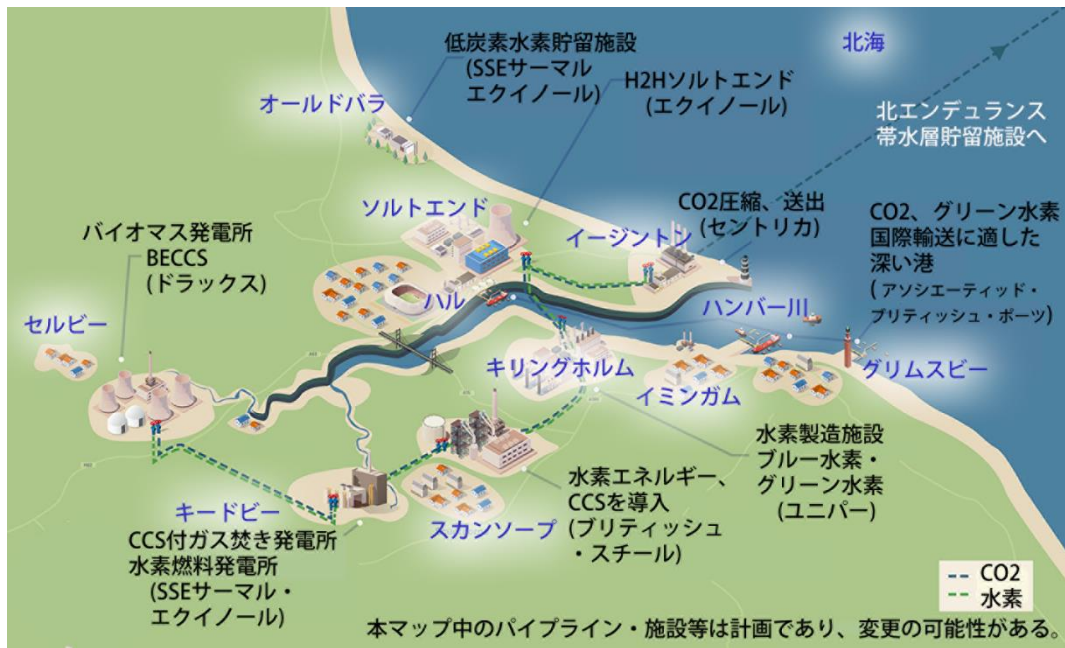 北海
低炭素水素貯留施設
(SSEサーマル
エクイノール)
H2Hソルトエンド
(エクイノール)
オールドバラ
北エンデュランス
帯水層貯留施設へ
ソルトエンド
CO2圧縮、送出
(セントリカ)
イージントン
CO2、グリーン水素
国際輸送に適した
深い港
(アソシエーティッド・
ブリティッシュ・ポーツ)
バイオマス発電所
BECCS
(ドラックス)
ハル
ハンバー川
セルビー
キリングホルム
イミンガム
グリムスビー
水素製造施設
ブルー水素・
グリーン水素
(ユニパー)
水素エネルギー、
CCSを導入
(ブリティッシュ
・スチール)
スカンソープ
キードビー
CCS付ガス焚き発電所
水素燃料発電所
(SSEサーマル・
エクイノール)
CO2
水素
本マップ中のパイプライン・施設等は計画であり、変更の可能性がある。